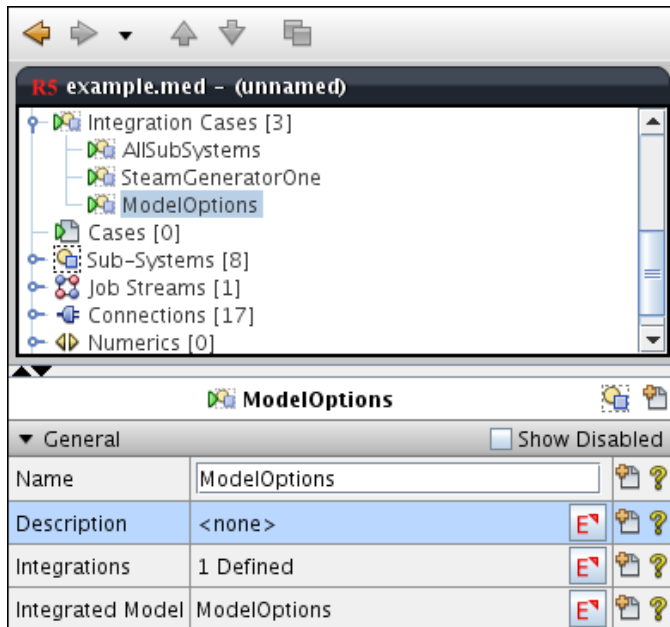 R5 example.med – (unnamed)
Integration Cases [3]
AllSubSystems
SteamGeneratorOne
ModelOptions
Cases [0]
Sub–Systems [8]
Job Streams [1]
Connections [17]
Numerics [0]
ModelOptions
General Show Disabled
Name ModelOptions ?
Description <none> E ?
Integrations 1 Defined E ?
Integrated Model ModelOptions E ?